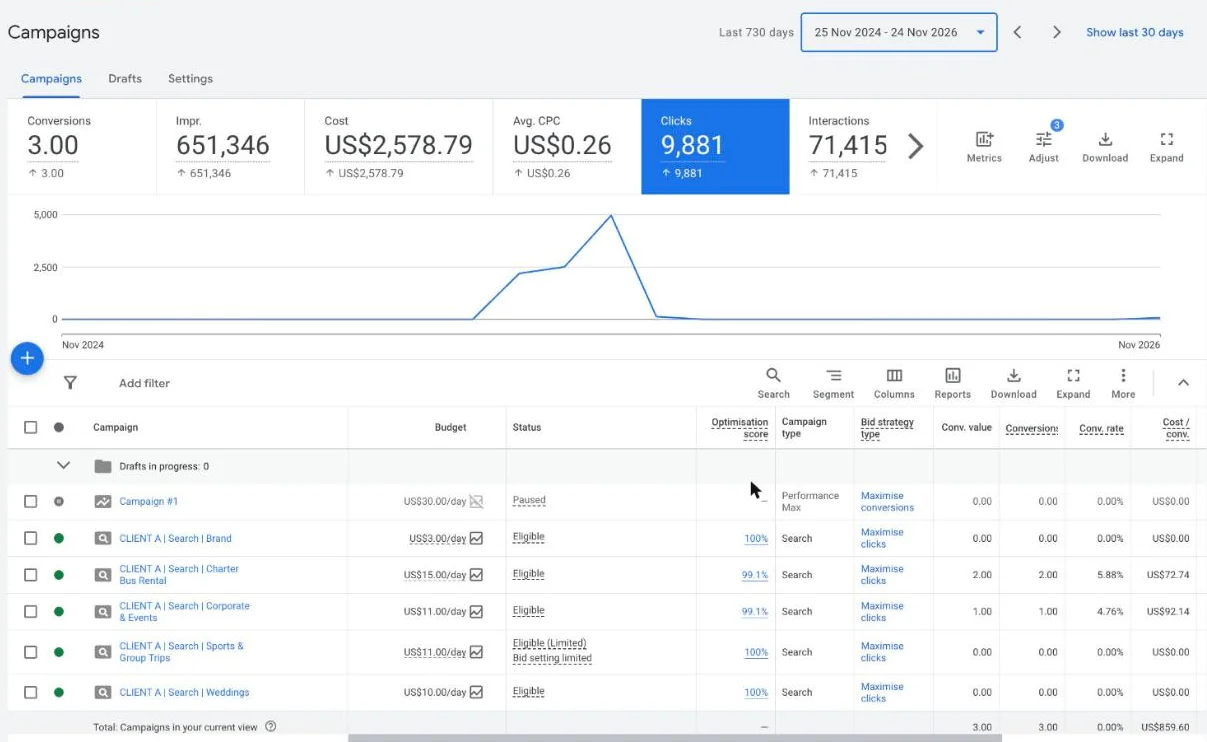 Campaigns
Last 730 days
25 Nov 2024 - 24 Nov 2026
Show last 30 days
Campaigns
Drafts
Settings
Conversions
3.00
↑ 3.00
Impr.
651,346
↑ 651,346
Cost
US$2,578.79
↑ US$2,578.79
Avg. CPC
US$0.26
↑ US$0.26
Clicks
9,881
↑ 9,881
Interactions
71,415
↑ 71,415
Metrics
3
Adjust
Download
Expand
5,000
2,500
0
Nov 2024
Nov 2026
Add filter
Search
Segment
Columns
Reports
Download
Expand
More
Campaign
Budget
Status
Optimisation
score
Campaign
type
Bid strategy
type
Conv. value
Conversions
Conv. rate
Cost /
conv.
Drafts in progress: 0
Campaign #1
US$30.00/day
Paused
–
Performance
Max
Maximise
conversions
0.00
0.00
0.00%
US$0.00
CLIENT A | Search | Brand
US$3.00/day
Eligible
100%
Search
Maximise
clicks
0.00
0.00
0.00%
US$0.00
CLIENT A | Search | Charter
Bus Rental
US$15.00/day
Eligible
99.1%
Search
Maximise
clicks
2.00
2.00
5.88%
US$72.74
CLIENT A | Search | Corporate
& Events
US$11.00/day
Eligible
99.1%
Search
Maximise
clicks
1.00
1.00
4.76%
US$92.14
CLIENT A | Search | Sports &
Group Trips
US$11.00/day
Eligible (Limited)
Bid setting limited
100%
Search
Maximise
clicks
0.00
0.00
0.00%
US$0.00
CLIENT A | Search | Weddings
US$10.00/day
Eligible
100%
Search
Maximise
clicks
0.00
0.00
0.00%
US$0.00
Total: Campaigns in your current view
–
3.00
3.00
0.00%
US$859.60